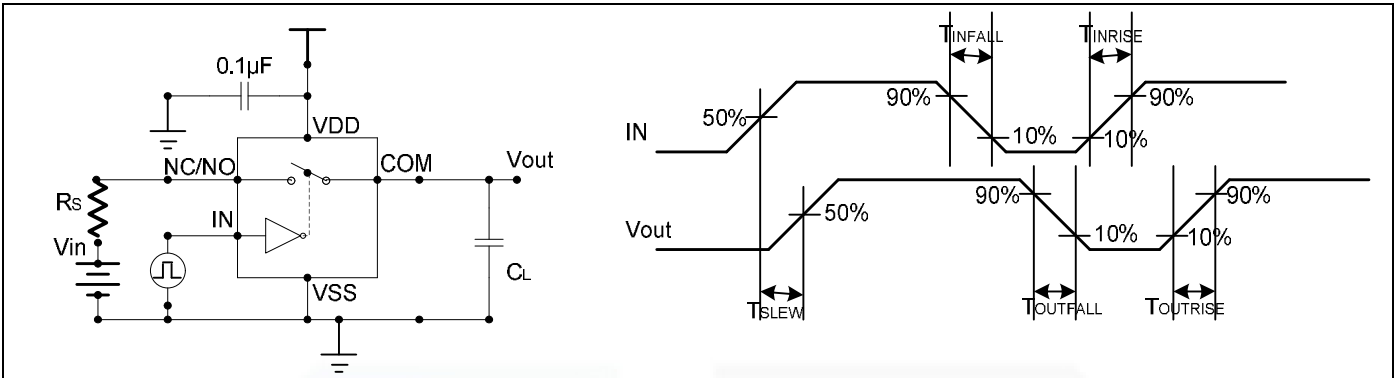 0.1µF
VDD
NC/NO
COM
Vout
RS
IN
Vin
CL
VSS
TINFALL
TINRISE
90%
90%
50%
IN
10%
10%
90%
90%
50%
Vout
10%
10%
TSLEW
TOUTFALL
TOUTRISE